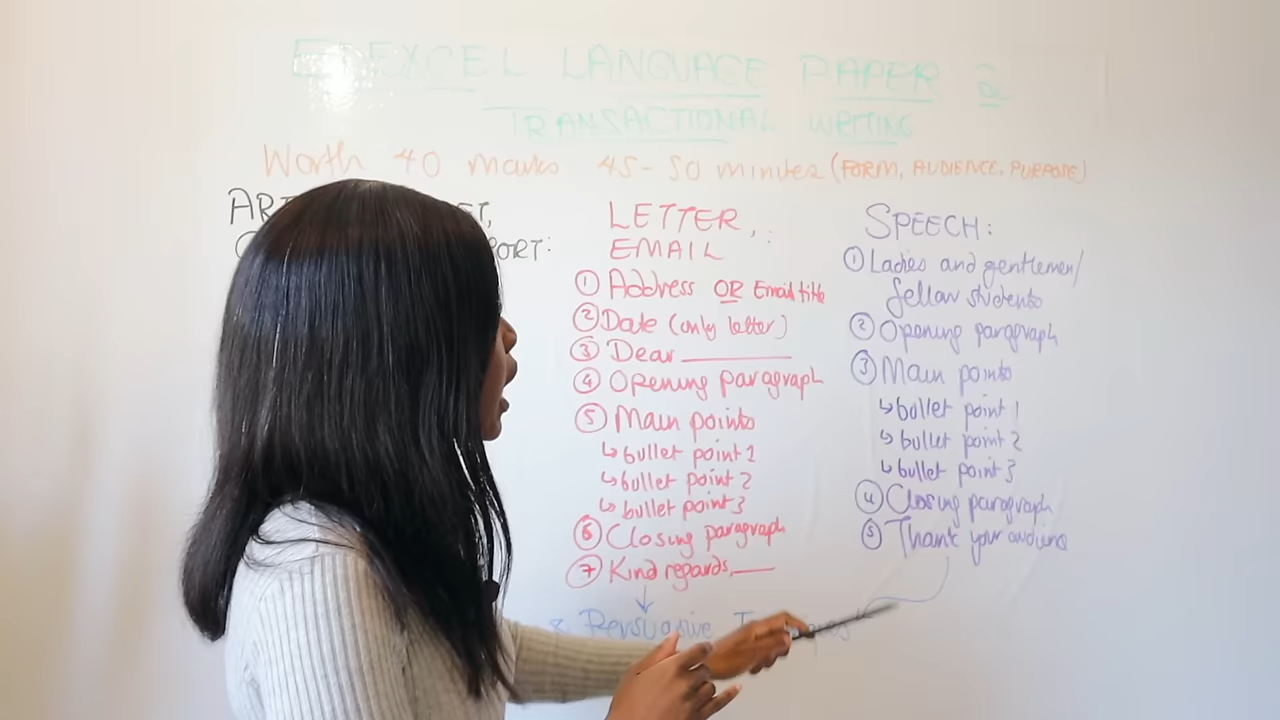 EDEXCEL LANGUAGE PAPER 2
TRANSACTIONAL WRITING
Worth 40 marks 45-50 minutes (FORM, AUDIENCE, PURPOSE)
LETTER,
EMAIL :
① Address OR Email title
② Date (only letter)
③ Dear
④ Opening paragraph
⑤ Main points
↳ bullet point 1
↳ bullet point 2
↳ bullet point 3
⑥ Closing paragraph
⑦ Kind regards,
SPEECH:
① Ladies and gentlemen/
fellow students
② Opening paragraph
③ Main points
↳ bullet point 1
↳ bullet point 2
↳ bullet point 3
④ Closing paragraph
⑤ Thank your audience
Persuasive